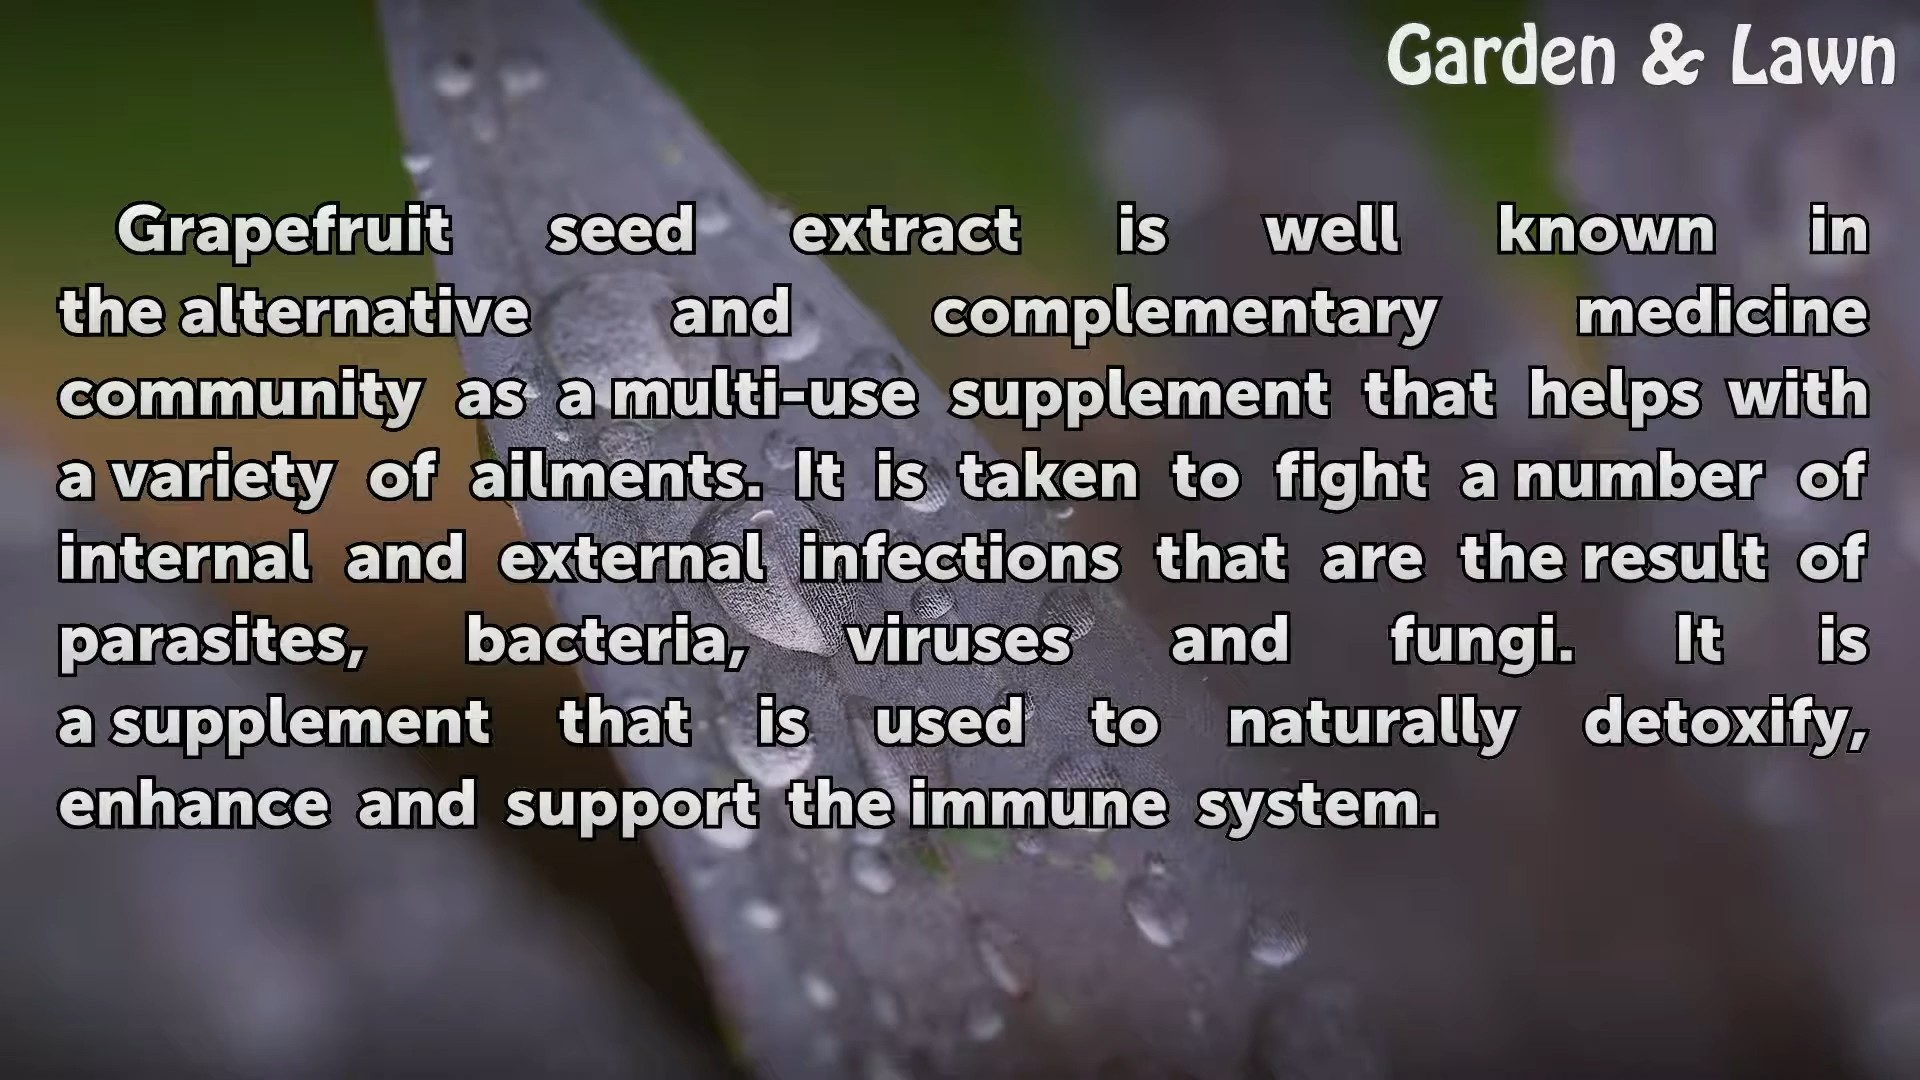 Garden & Lawn
Grapefruit seed extract is well known in
the alternative and complementary medicine
community as a multi-use supplement that helps with
a variety of ailments. It is taken to fight a number of
internal and external infections that are the result of
parasites, bacteria, viruses and fungi. It is
a supplement that is used to naturally detoxify,
enhance and support the immune system.